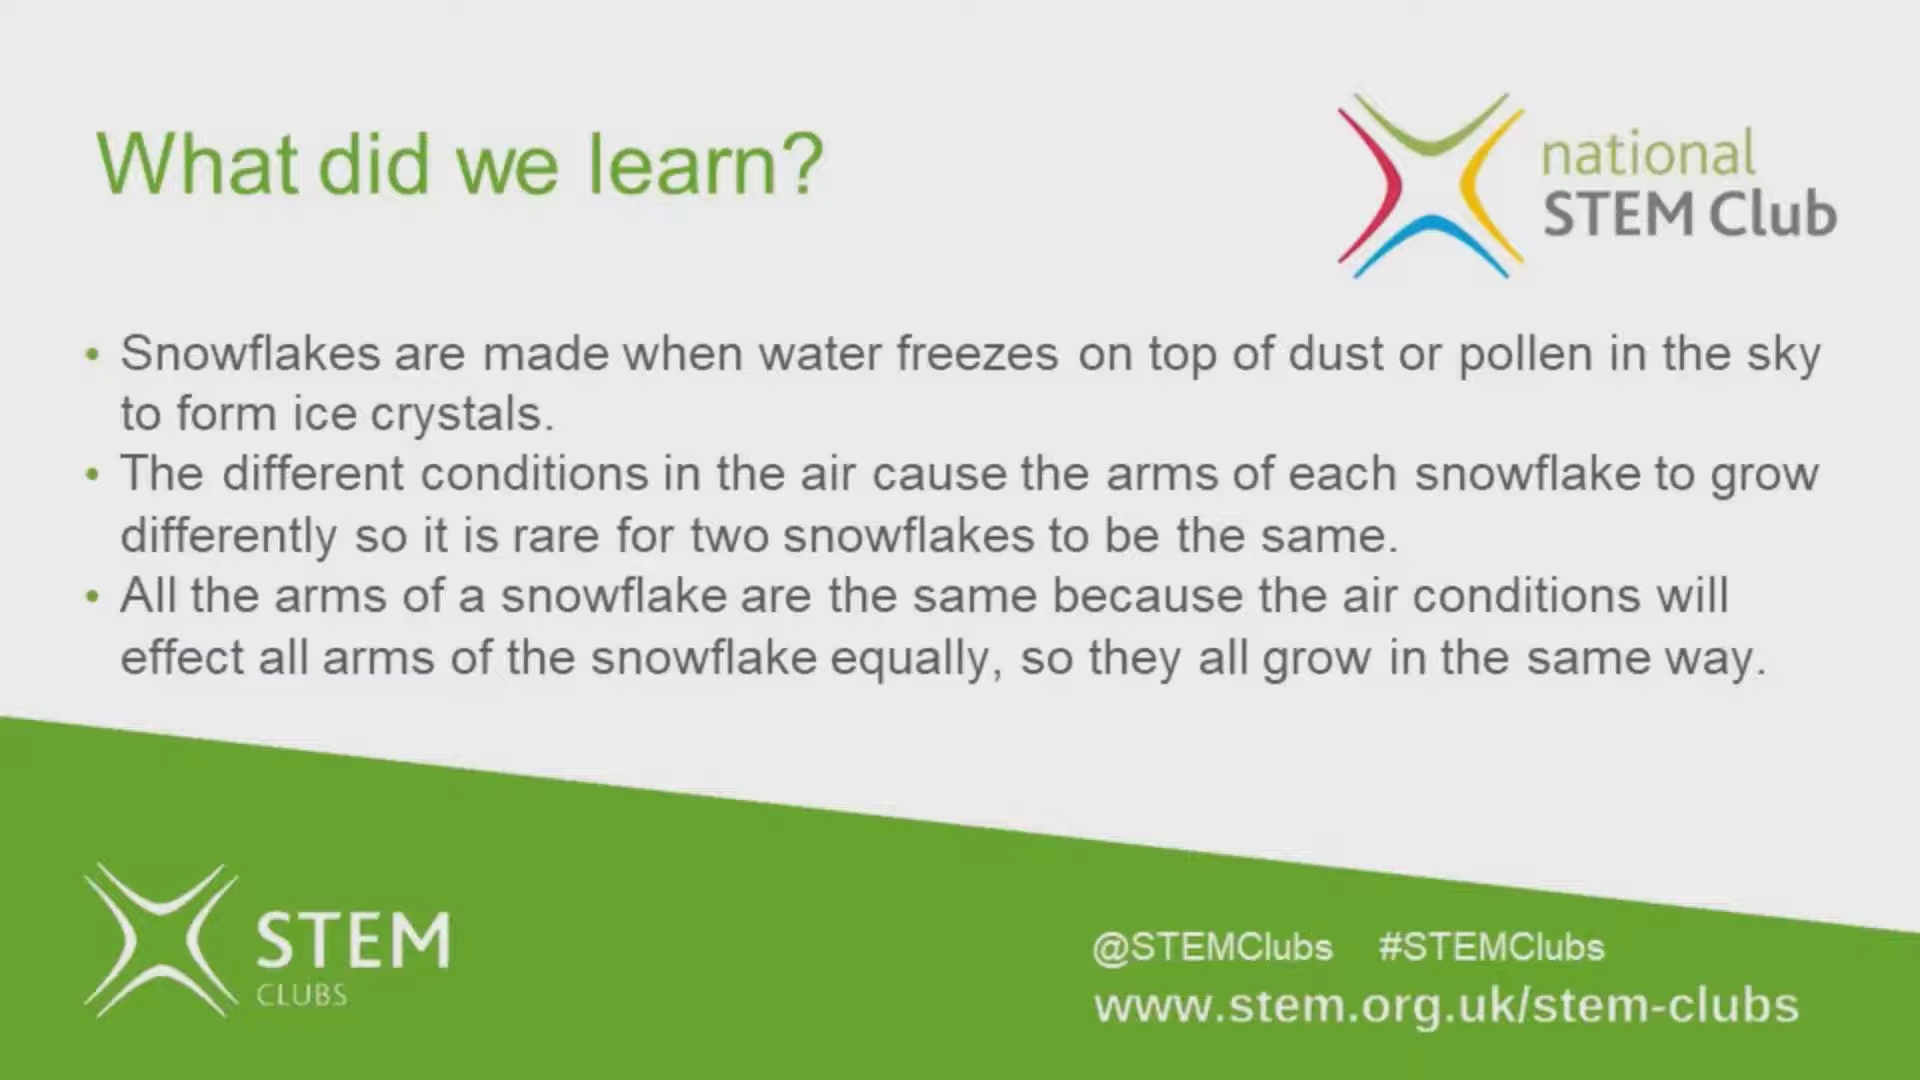 What did we learn?
national
STEM Club
• Snowflakes are made when water freezes on top of dust or pollen in the sky
to form ice crystals.
• The different conditions in the air cause the arms of each snowflake to grow
differently so it is rare for two snowflakes to be the same.
• All the arms of a snowflake are the same because the air conditions will
effect all arms of the snowflake equally, so they all grow in the same way.
STEM
CLUBS
@STEMClubs #STEMClubs
www.stem.org.uk/stem-clubs